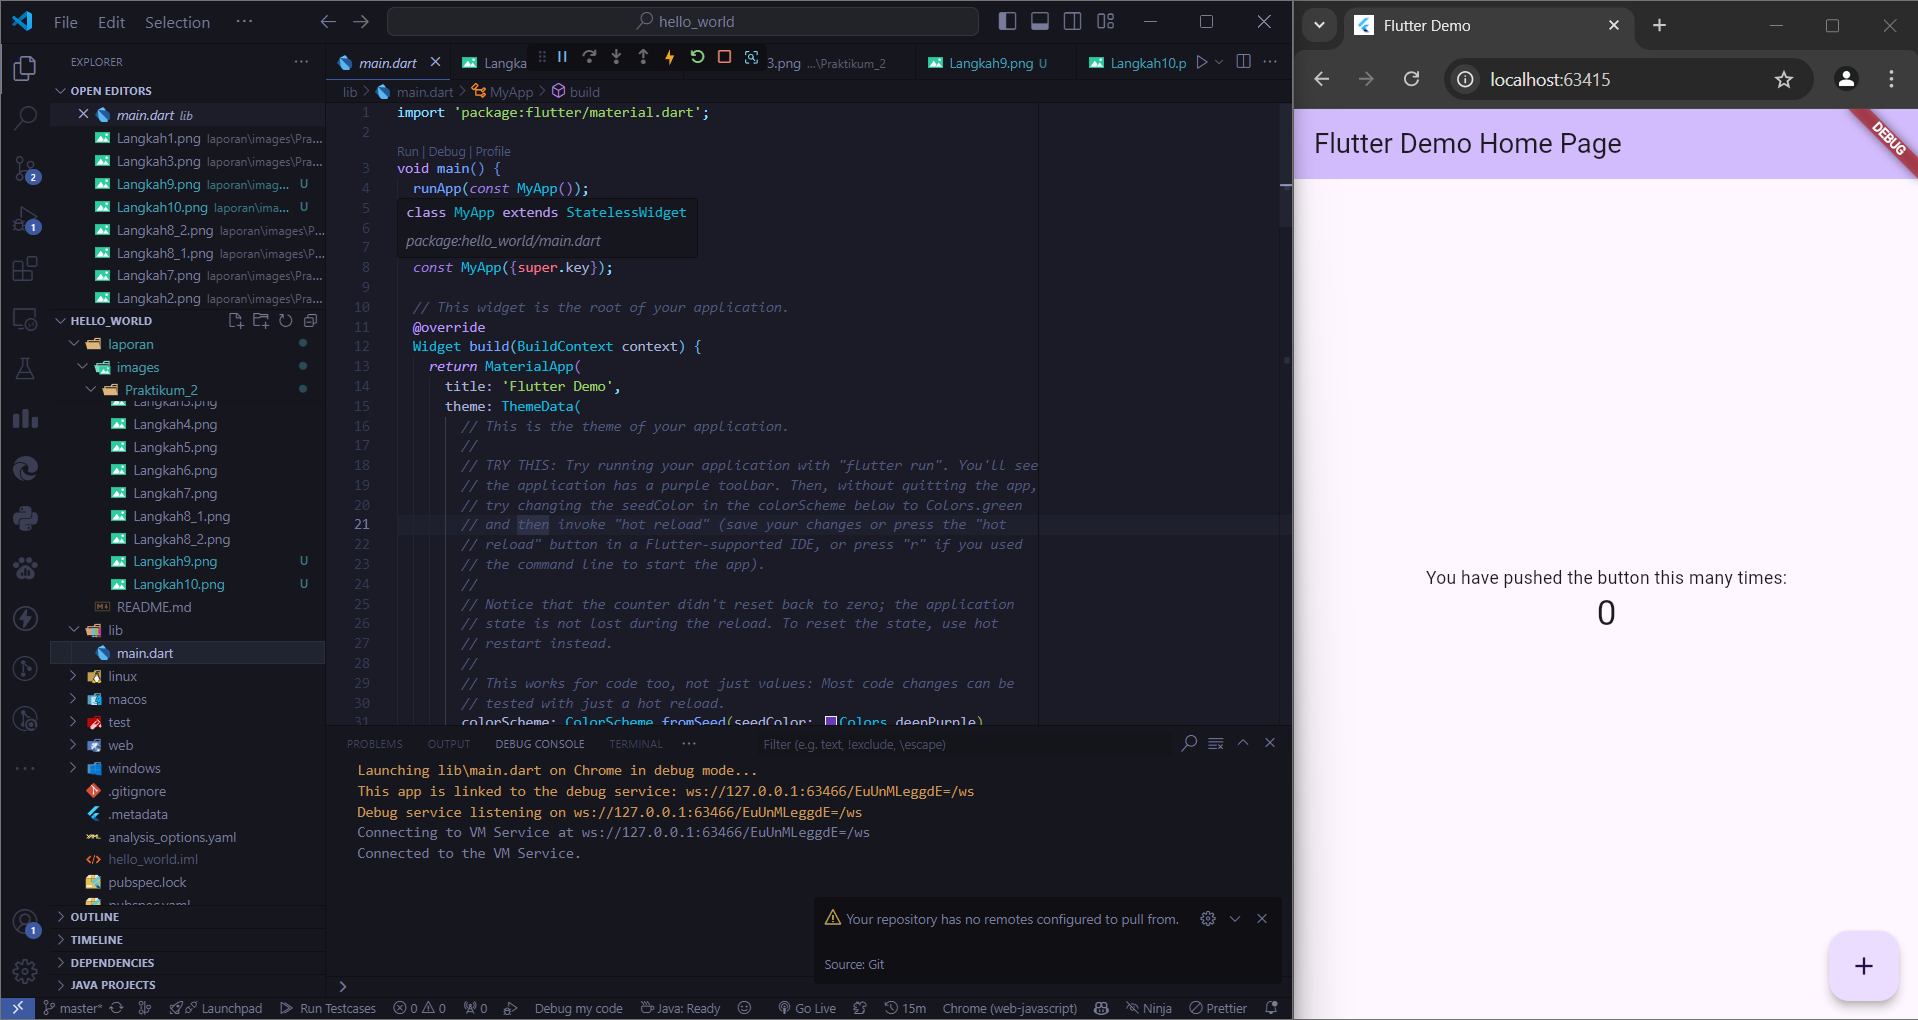 File Edit Selection ··· hello_world
EXPLORER
OPEN EDITORS
main.dart lib
Langkah1.png laporan\images\Pra...
Langkah3.png laporan\images\Pra...
Langkah9.png laporan\imag... U
Langkah10.png laporan\ima... U
Langkah8_2.png laporan\images\P...
Langkah8_1.png laporan\images\P...
Langkah7.png laporan\images\Pra...
Langkah2.png laporan\images\Pra...
HELLO_WORLD
laporan
images
Praktikum_2
Langkah3.png
Langkah4.png
Langkah5.png
Langkah6.png
Langkah7.png
Langkah8_1.png
Langkah8_2.png
Langkah9.png U
Langkah10.png U
README.md
lib
main.dart
linux
macos
test
web
windows
.gitignore
.metadata
analysis_options.yaml
hello_world.iml
pubspec.lock
pubspec.yaml
OUTLINE
TIMELINE
DEPENDENCIES
JAVA PROJECTS
2
1
1
main.dart Langka 3.png ...\Praktikum_2 Langkah9.png U Langkah10.p
lib > main.dart > MyApp > build
1 import 'package:flutter/material.dart';
2
Run | Debug | Profile
3 void main() {
4 runApp(const MyApp());
5 class MyApp extends StatelessWidget
6
7 package:hello_world/main.dart
8 const MyApp({super.key});
9
10 // This widget is the root of your application.
11 @override
12 Widget build(BuildContext context) {
13 return MaterialApp(
14 title: 'Flutter Demo',
15 theme: ThemeData(
16 // This is the theme of your application.
17 //
18 // TRY THIS: Try running your application with "flutter run". You'll see
19 // the application has a purple toolbar. Then, without quitting the app,
20 // try changing the seedColor in the colorScheme below to Colors.green
21 // and then invoke "hot reload" (save your changes or press the "hot
22 // reload" button in a Flutter-supported IDE, or press "r" if you used
23 // the command line to start the app).
24 //
25 // Notice that the counter didn't reset back to zero; the application
26 // state is not lost during the reload. To reset the state, use hot
27 // restart instead.
28 //
29 // This works for code too, not just values: Most code changes can be
30 // tested with just a hot reload.
31 colorScheme: ColorScheme.fromSeed(seedColor: Colors.deepPurple)
PROBLEMS OUTPUT DEBUG CONSOLE TERMINAL ··· Filter (e.g. text, !exclude, \escape)
Launching lib\main.dart on Chrome in debug mode...
This app is linked to the debug service: ws://127.0.0.1:63466/EuUnMLeggdE=/ws
Debug service listening on ws://127.0.0.1:63466/EuUnMLeggdE=/ws
Connecting to VM Service at ws://127.0.0.1:63466/EuUnMLeggdE=/ws
Connected to the VM Service.
Your repository has no remotes configured to pull from.
Source: Git
master* Launchpad Run Testcases 0 0 0 Debug my code Java: Ready Go Live 15m Chrome (web-javascript) Ninja Prettier
Flutter Demo
localhost:63415
Flutter Demo Home Page
DEBUG
You have pushed the button this many times:
0
+